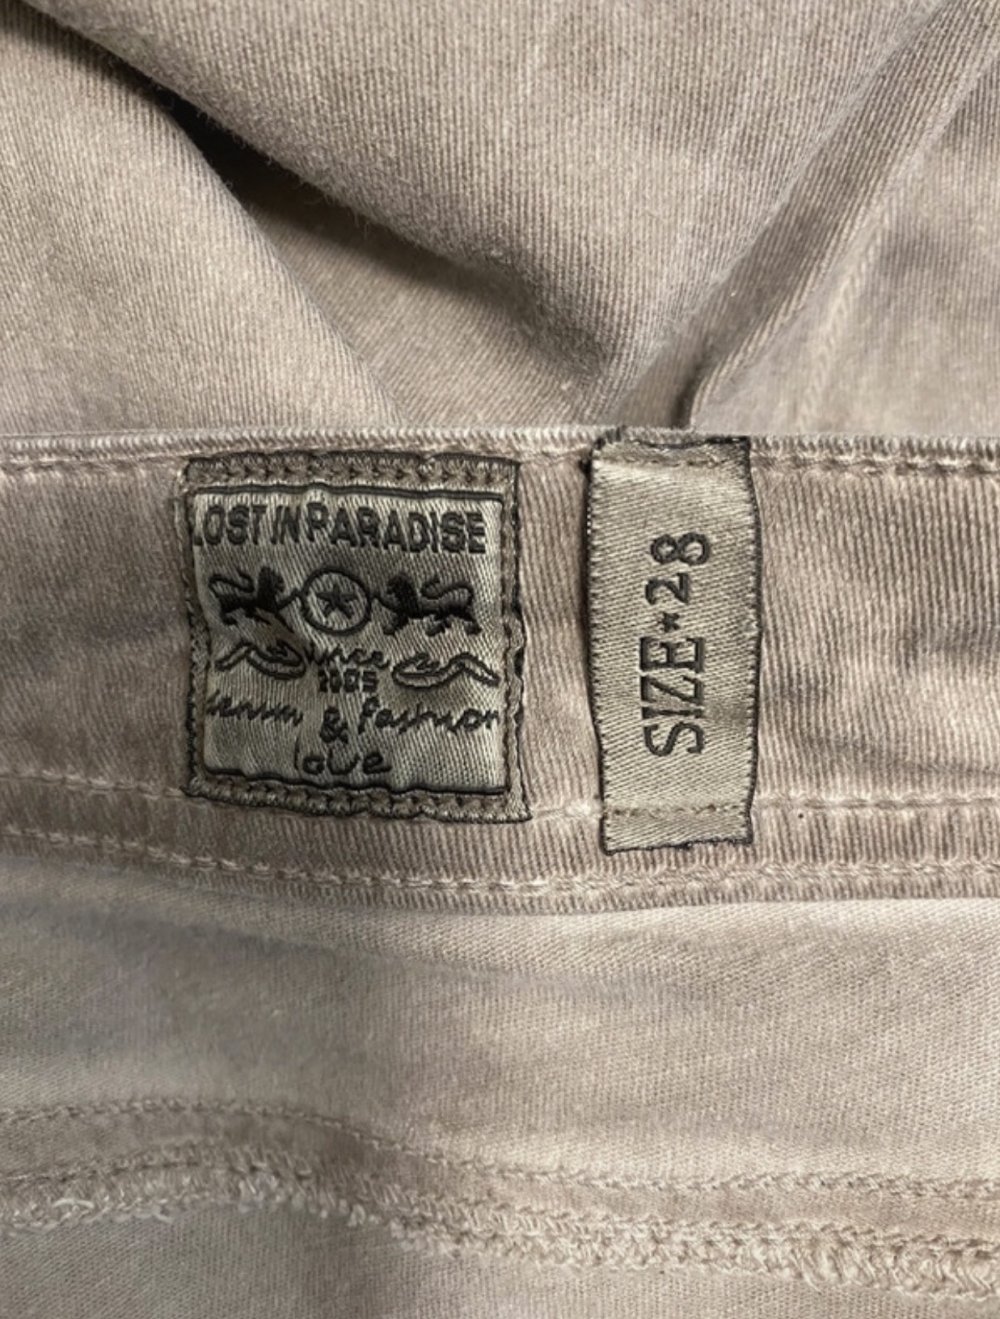 LOST IN PARADISE
Since
denim & fashion
love
SIZE*28